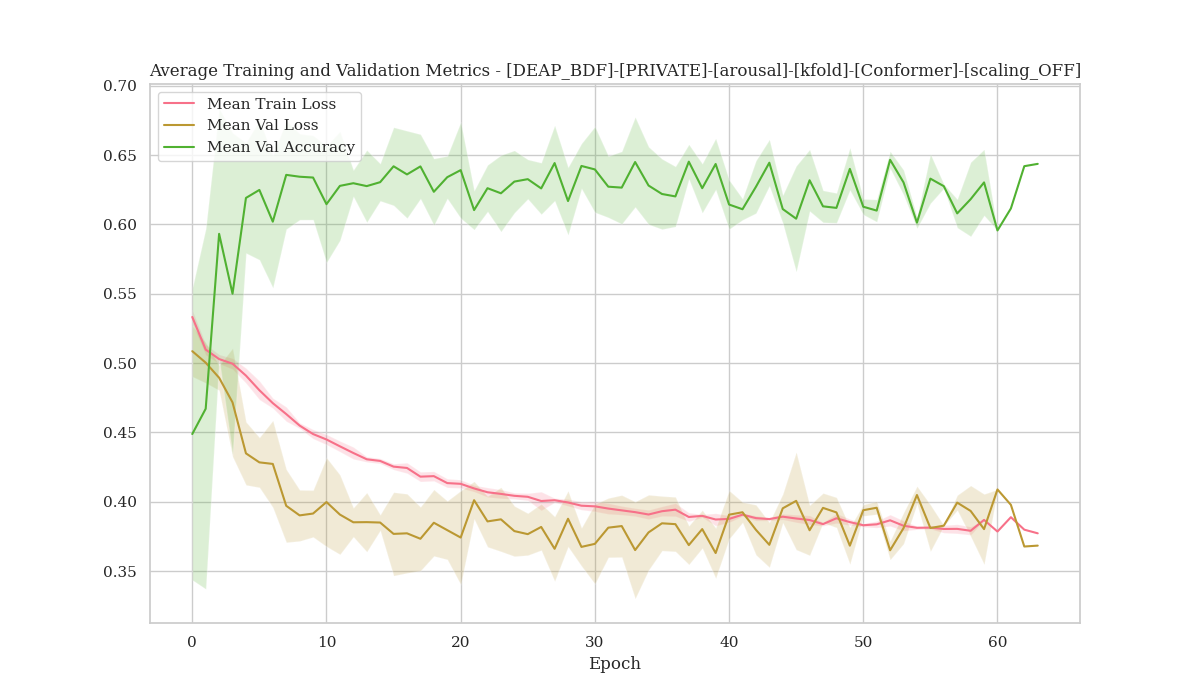 Average Training and Validation Metrics - [DEAP_BDF]-[PRIVATE]-[arousal]-[kfold]-[Conformer]-[scaling_OFF]
Mean Train Loss
Mean Val Loss
Mean Val Accuracy
0.70
0.65
0.60
0.55
0.50
0.45
0.40
0.35
0 10 20 30 40 50 60
Epoch